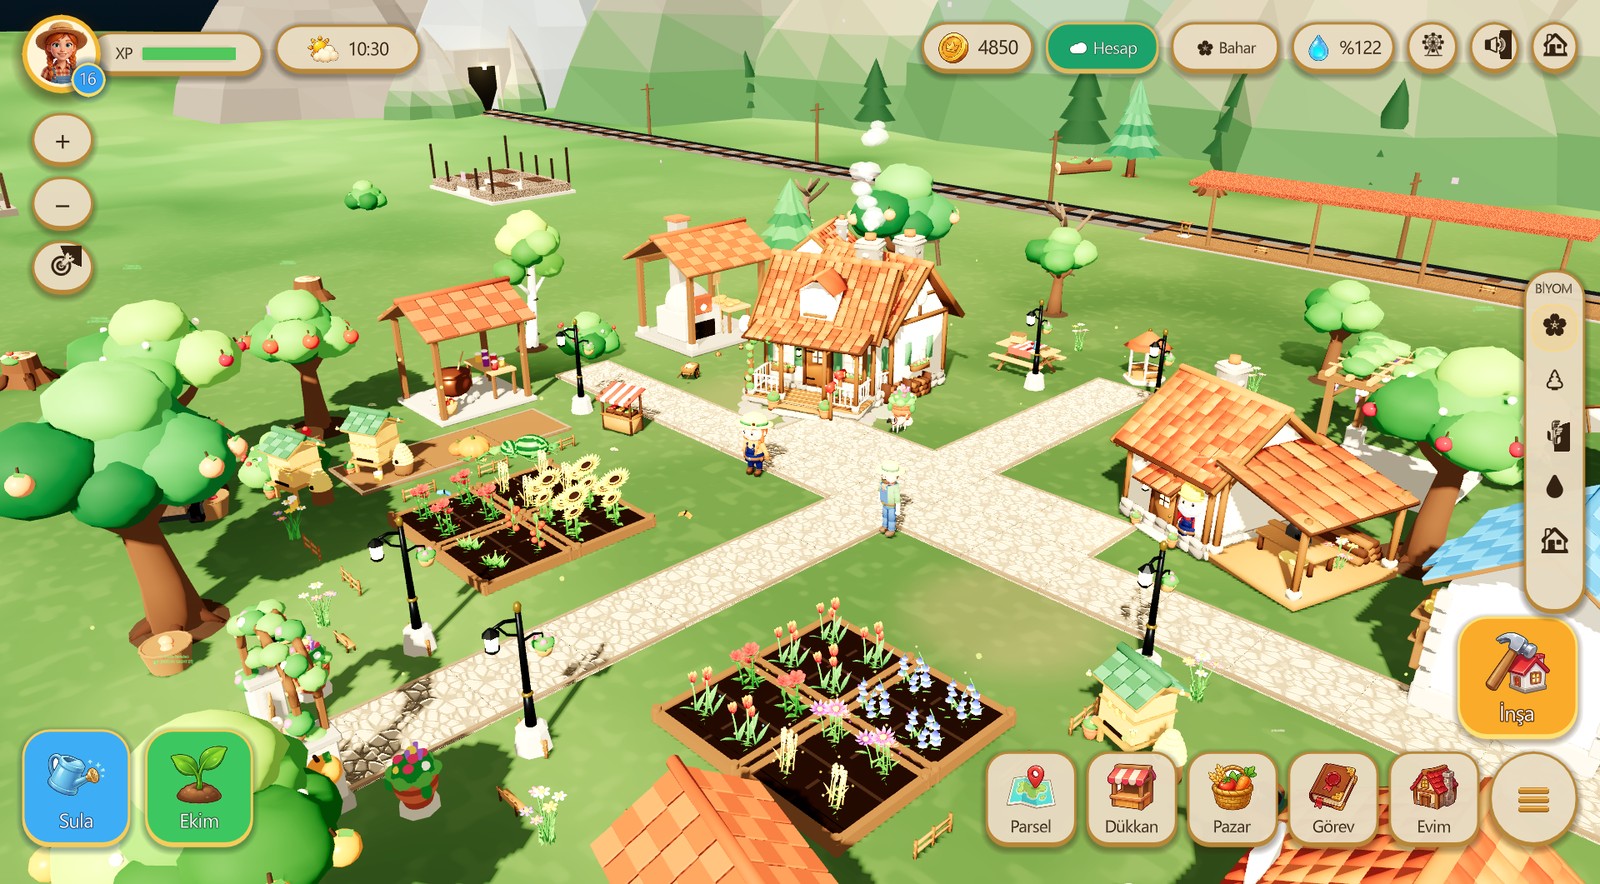 XP
16
10:30
4850
Hesap
Bahar
%122
+
−
BİYOM
İnşa
Sula
Ekim
Parsel
Dükkan
Pazar
Görev
Evim